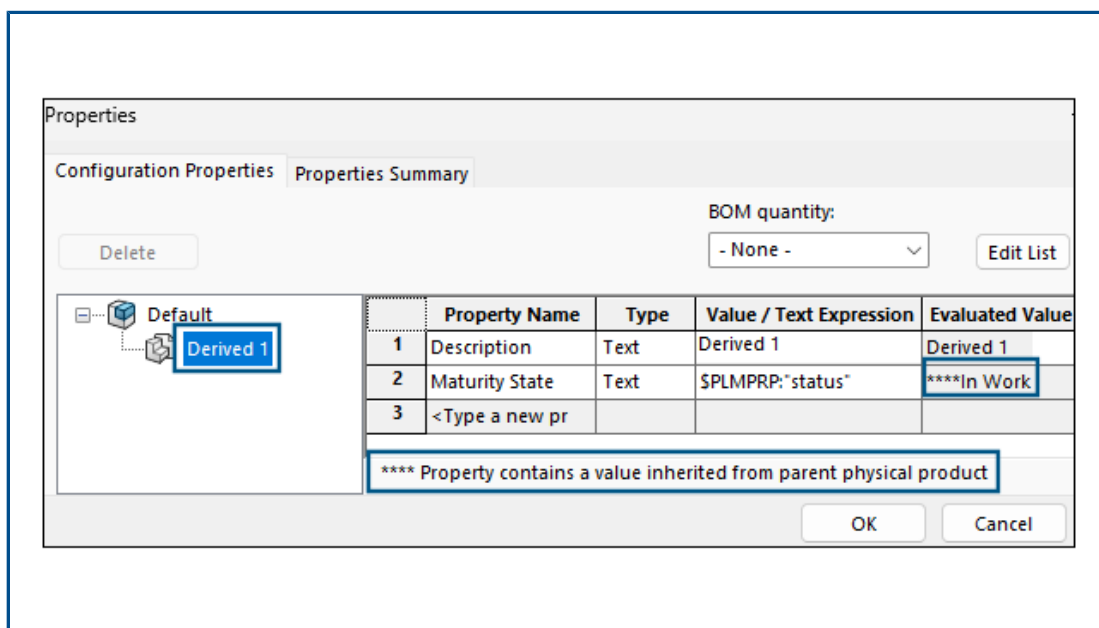 Properties
Configuration Properties Properties Summary
BOM quantity:
Delete - None - Edit List
Default
Derived 1
Property Name Type Value / Text Expression Evaluated Value
1 Description Text Derived 1 Derived 1
2 Maturity State Text $PLMPRP:"status" ****In Work
3 <Type a new pr
**** Property contains a value inherited from parent physical product
OK Cancel